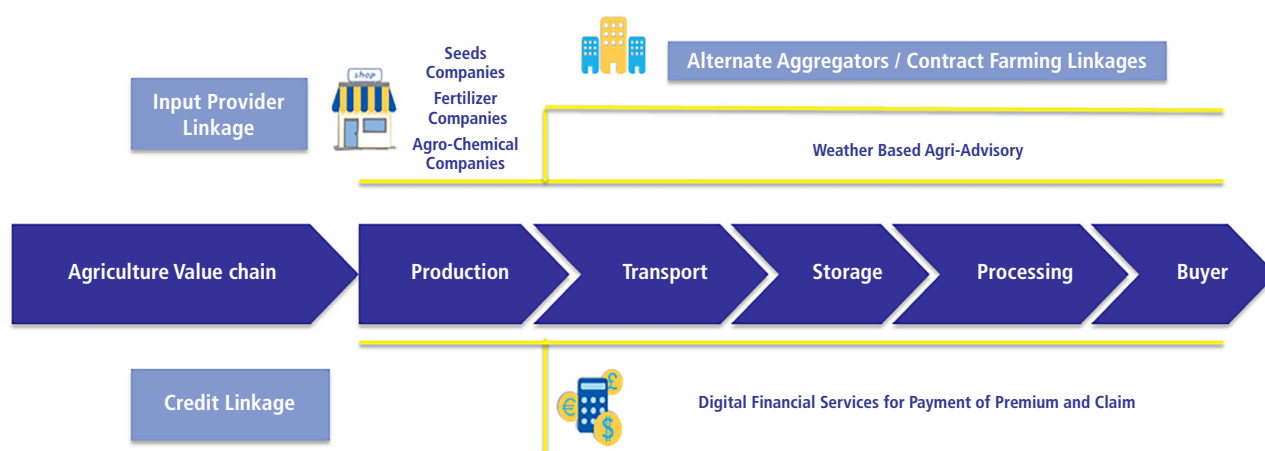 Seeds
Companies
Fertilizer
Companies
Agro-Chemical
Companies
Input Provider
Linkage
shop
Alternate Aggregators / Contract Farming Linkages
Weather Based Agri-Advisory
Agriculture Value chain
Production
Transport
Storage
Processing
Buyer
Credit Linkage
€
£
$
Digital Financial Services for Payment of Premium and Claim